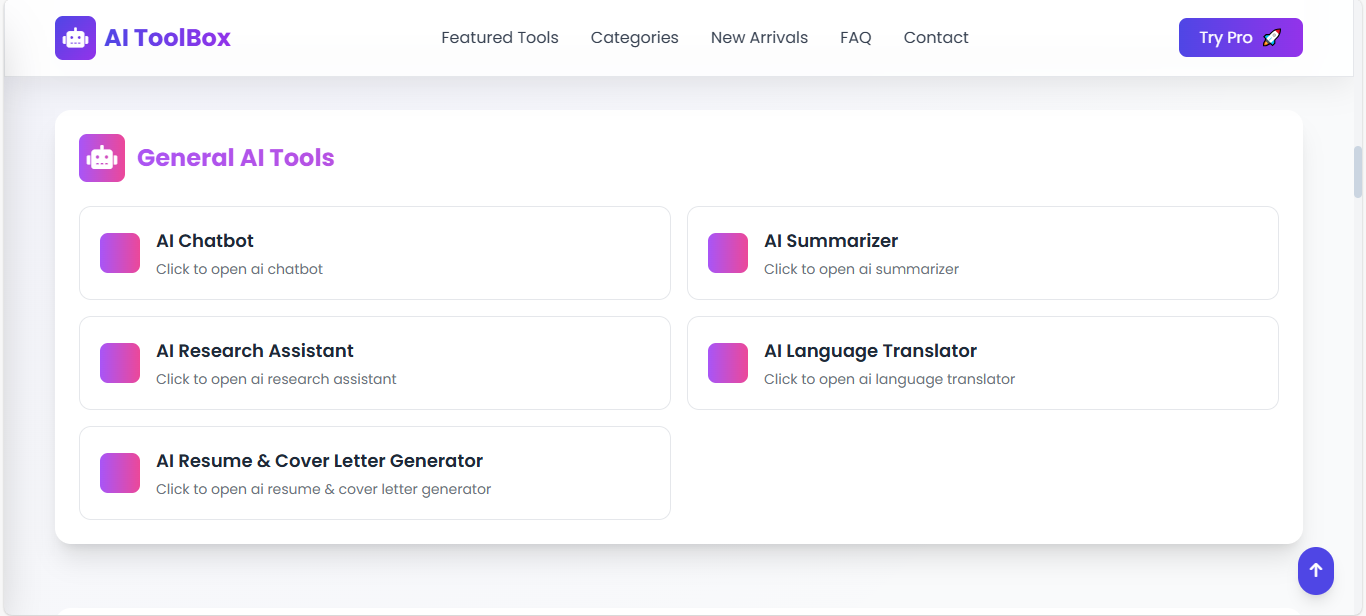 AI ToolBox
Featured Tools
Categories
New Arrivals
FAQ
Contact
Try Pro 🚀
General AI Tools
AI Chatbot
Click to open ai chatbot
AI Summarizer
Click to open ai summarizer
AI Research Assistant
Click to open ai research assistant
AI Language Translator
Click to open ai language translator
AI Resume & Cover Letter Generator
Click to open ai resume & cover letter generator